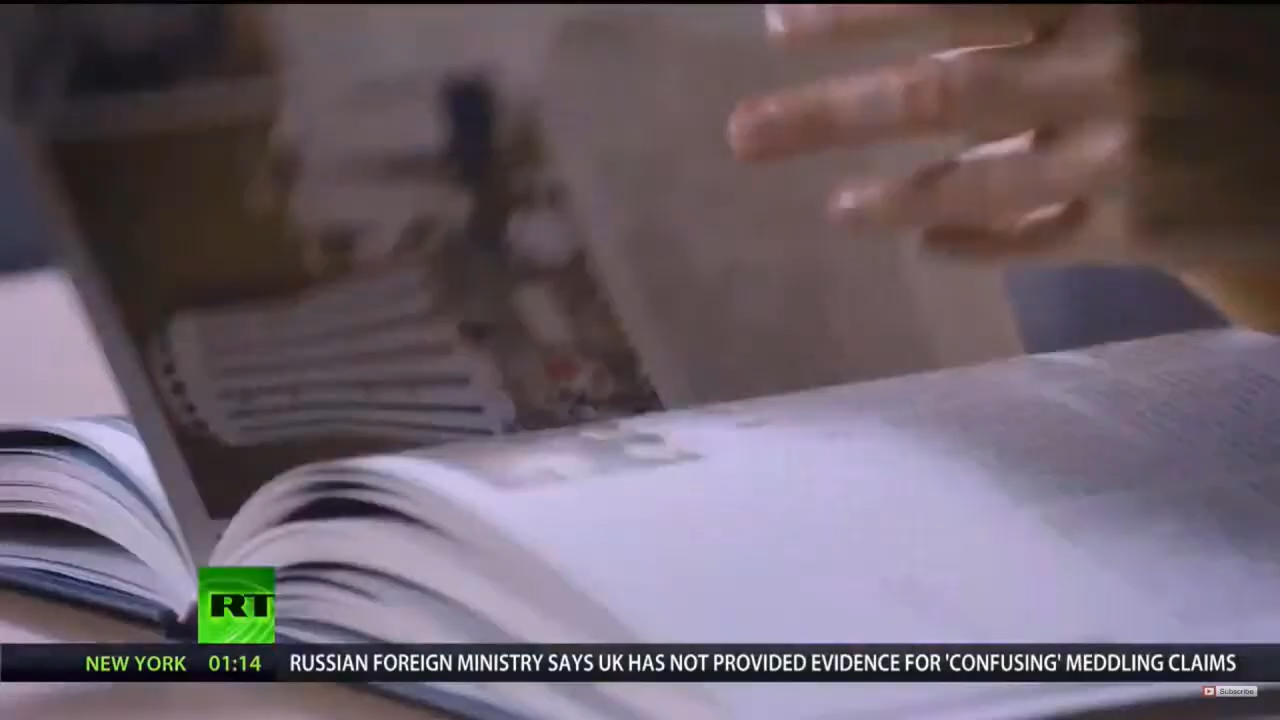 RT
NEW YORK 01:14 RUSSIAN FOREIGN MINISTRY SAYS UK HAS NOT PROVIDED EVIDENCE FOR 'CONFUSING' MEDDLING CLAIMS
Subscribe